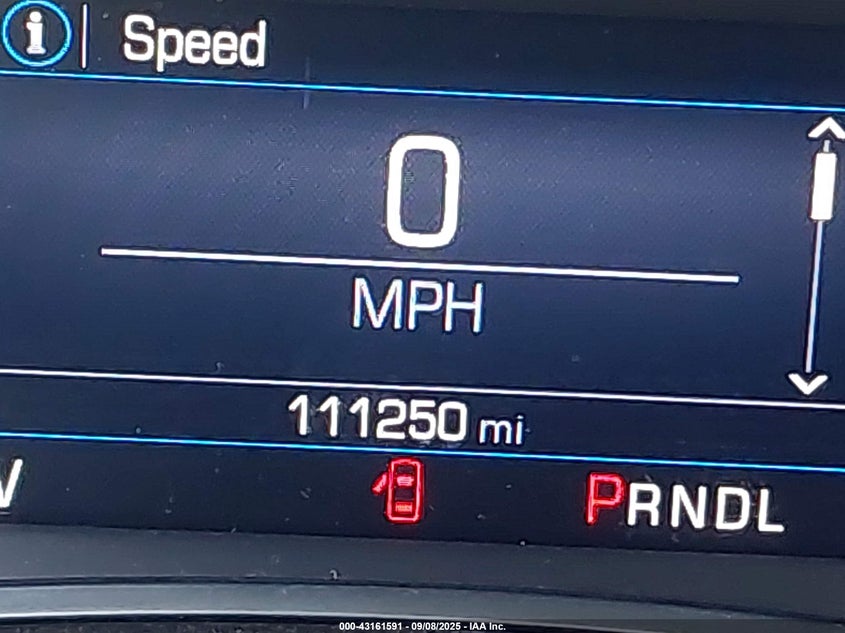 Speed
0
MPH
111250 mi
PRNDL
000-43161591 - 09/08/2025 - IAA Inc.